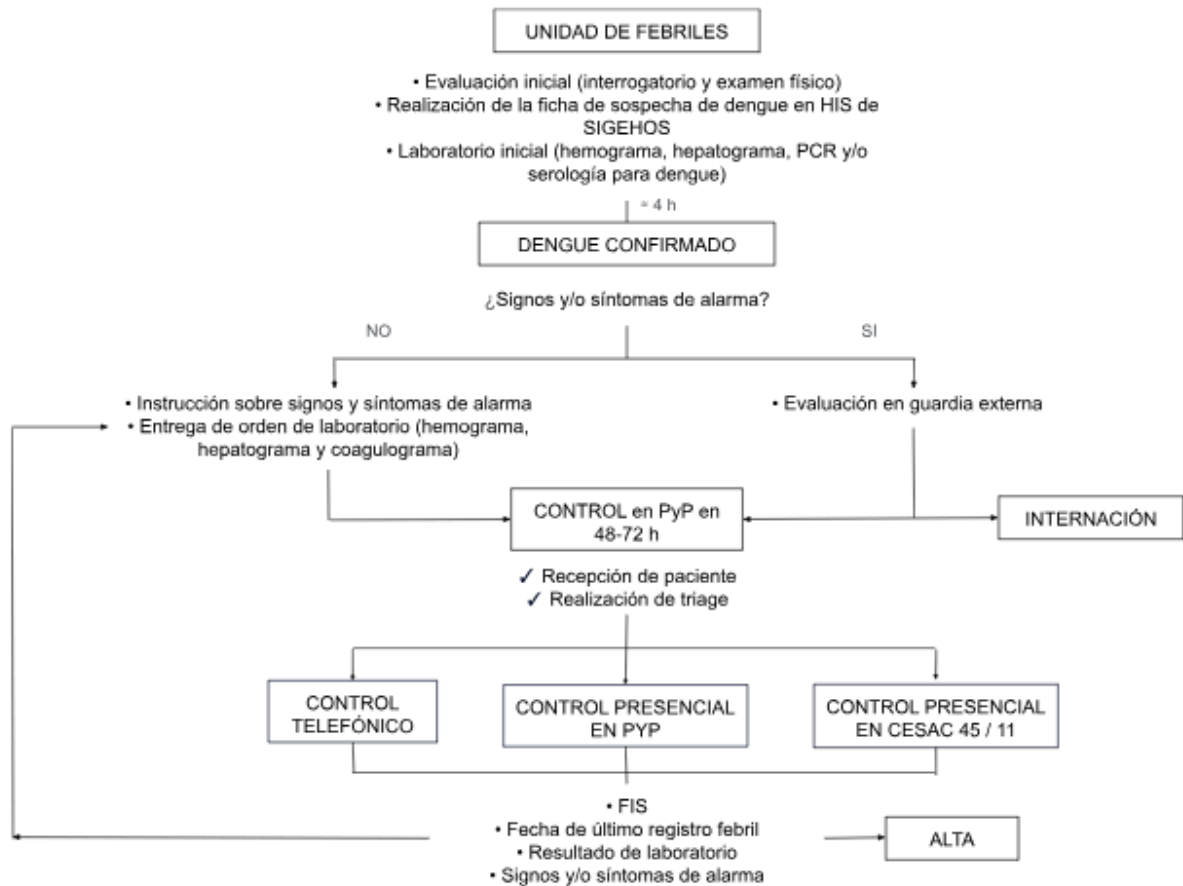 UNIDAD DE FEBRILES
• Evaluación inicial (interrogatorio y examen físico)
• Realización de la ficha de sospecha de dengue en HIS de
SIGEHOS
• Laboratorio inicial (hemograma, hepatograma, PCR y/o
serología para dengue)
≈ 4 h
DENGUE CONFIRMADO
¿Signos y/o síntomas de alarma?
NO
SI
• Instrucción sobre signos y síntomas de alarma
• Entrega de orden de laboratorio (hemograma,
hepatograma y coagulograma)
• Evaluación en guardia externa
CONTROL en PyP en
48-72 h
INTERNACIÓN
✓ Recepción de paciente
✓ Realización de triage
CONTROL
TELEFÓNICO
CONTROL PRESENCIAL
EN PYP
CONTROL PRESENCIAL
EN CESAC 45 / 11
• FIS
• Fecha de último registro febril
• Resultado de laboratorio
• Signos y/o síntomas de alarma
ALTA